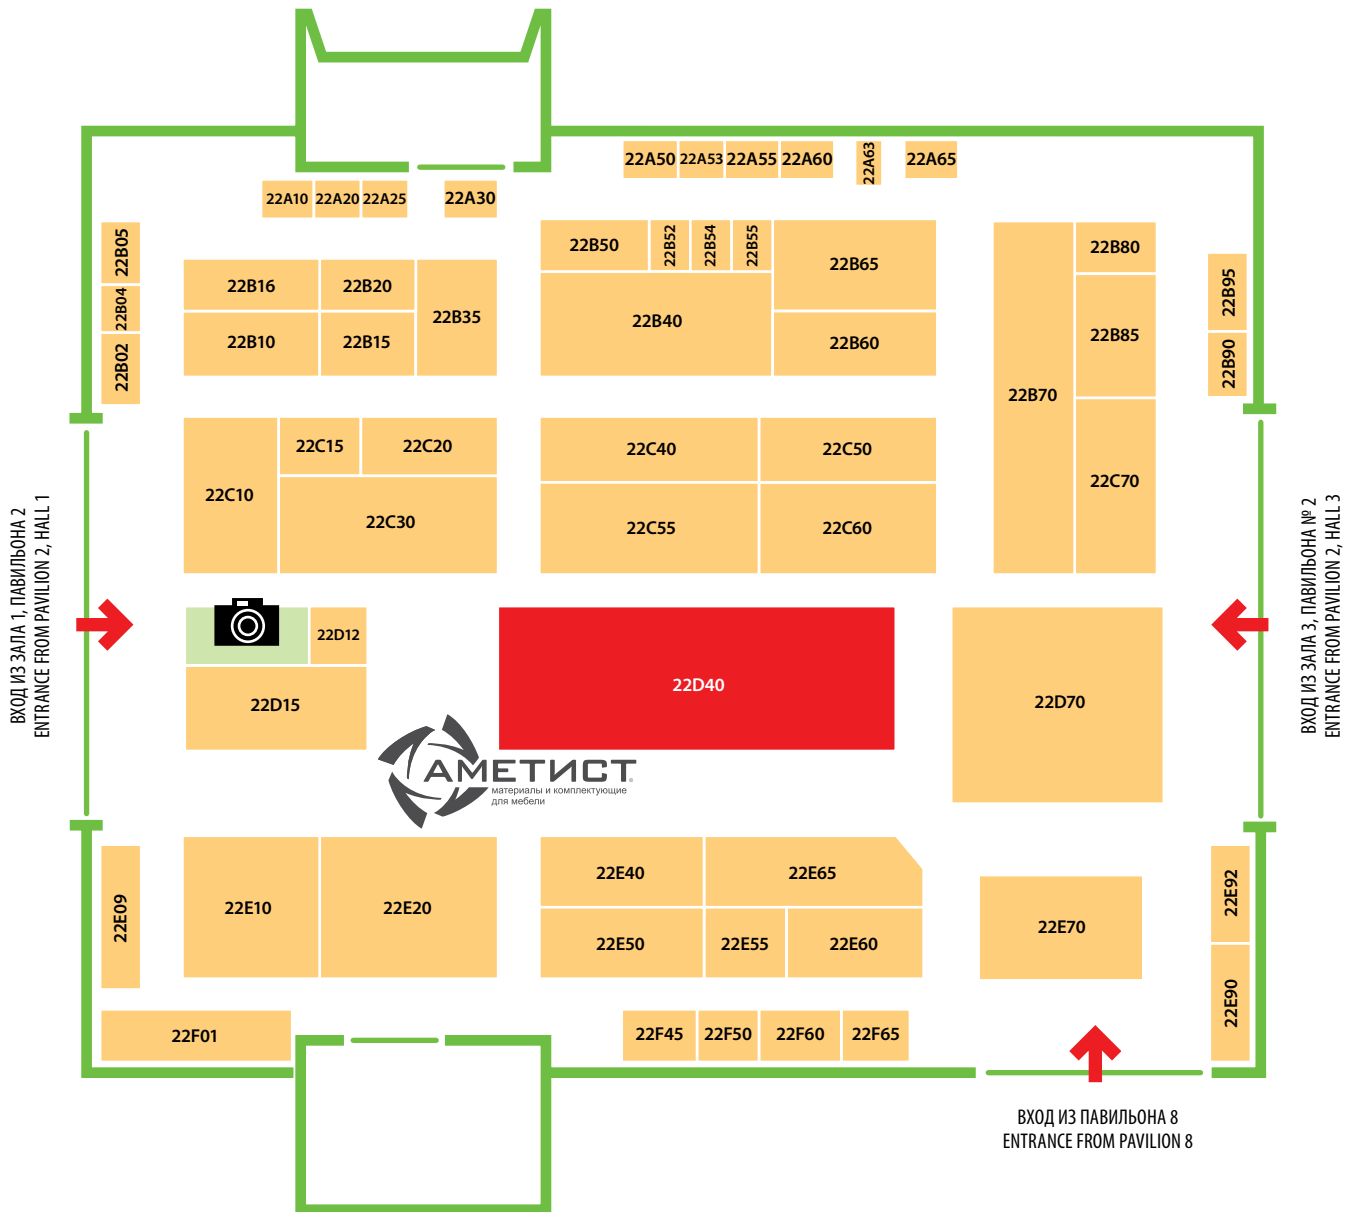 22A50
22A53
22A55
22A60
22A63
22A65
22A10
22A20
22A25
22A30
22B05
22B04
22B02
22B16
22B20
22B35
22B10
22B15
22B50
22B52
22B54
22B55
22B65
22B40
22B60
22B70
22B80
22B85
22B95
22B90
22C10
22C15
22C20
22C30
22C40
22C50
22C55
22C60
22C70
ВХОД ИЗ ЗАЛА 1, ПАВИЛЬОНА 2
ENTRANCE FROM PAVILION 2, HALL 1
ВХОД ИЗ ЗАЛА 3, ПАВИЛЬОНА № 2
ENTRANCE FROM PAVILION 2, HALL 3
22D12
22D15
22D40
22D70
АМЕТИСТ
материалы и комплектующие
для мебели
22E09
22E10
22E20
22E40
22E65
22E50
22E55
22E60
22E70
22E92
22E90
22F01
22F45
22F50
22F60
22F65
ВХОД ИЗ ПАВИЛЬОНА 8
ENTRANCE FROM PAVILION 8